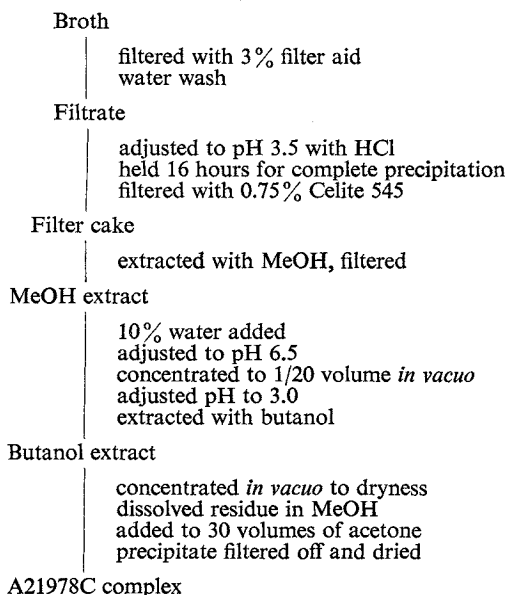 Broth
filtered with 3% filter aid
water wash
Filtrate
adjusted to pH 3.5 with HCl
held 16 hours for complete precipitation
filtered with 0.75% Celite 545
Filter cake
extracted with MeOH, filtered
MeOH extract
10% water added
adjusted to pH 6.5
concentrated to 1/20 volume in vacuo
adjusted pH to 3.0
extracted with butanol
Butanol extract
concentrated in vacuo to dryness
dissolved residue in MeOH
added to 30 volumes of acetone
precipitate filtered off and dried
A21978C complex